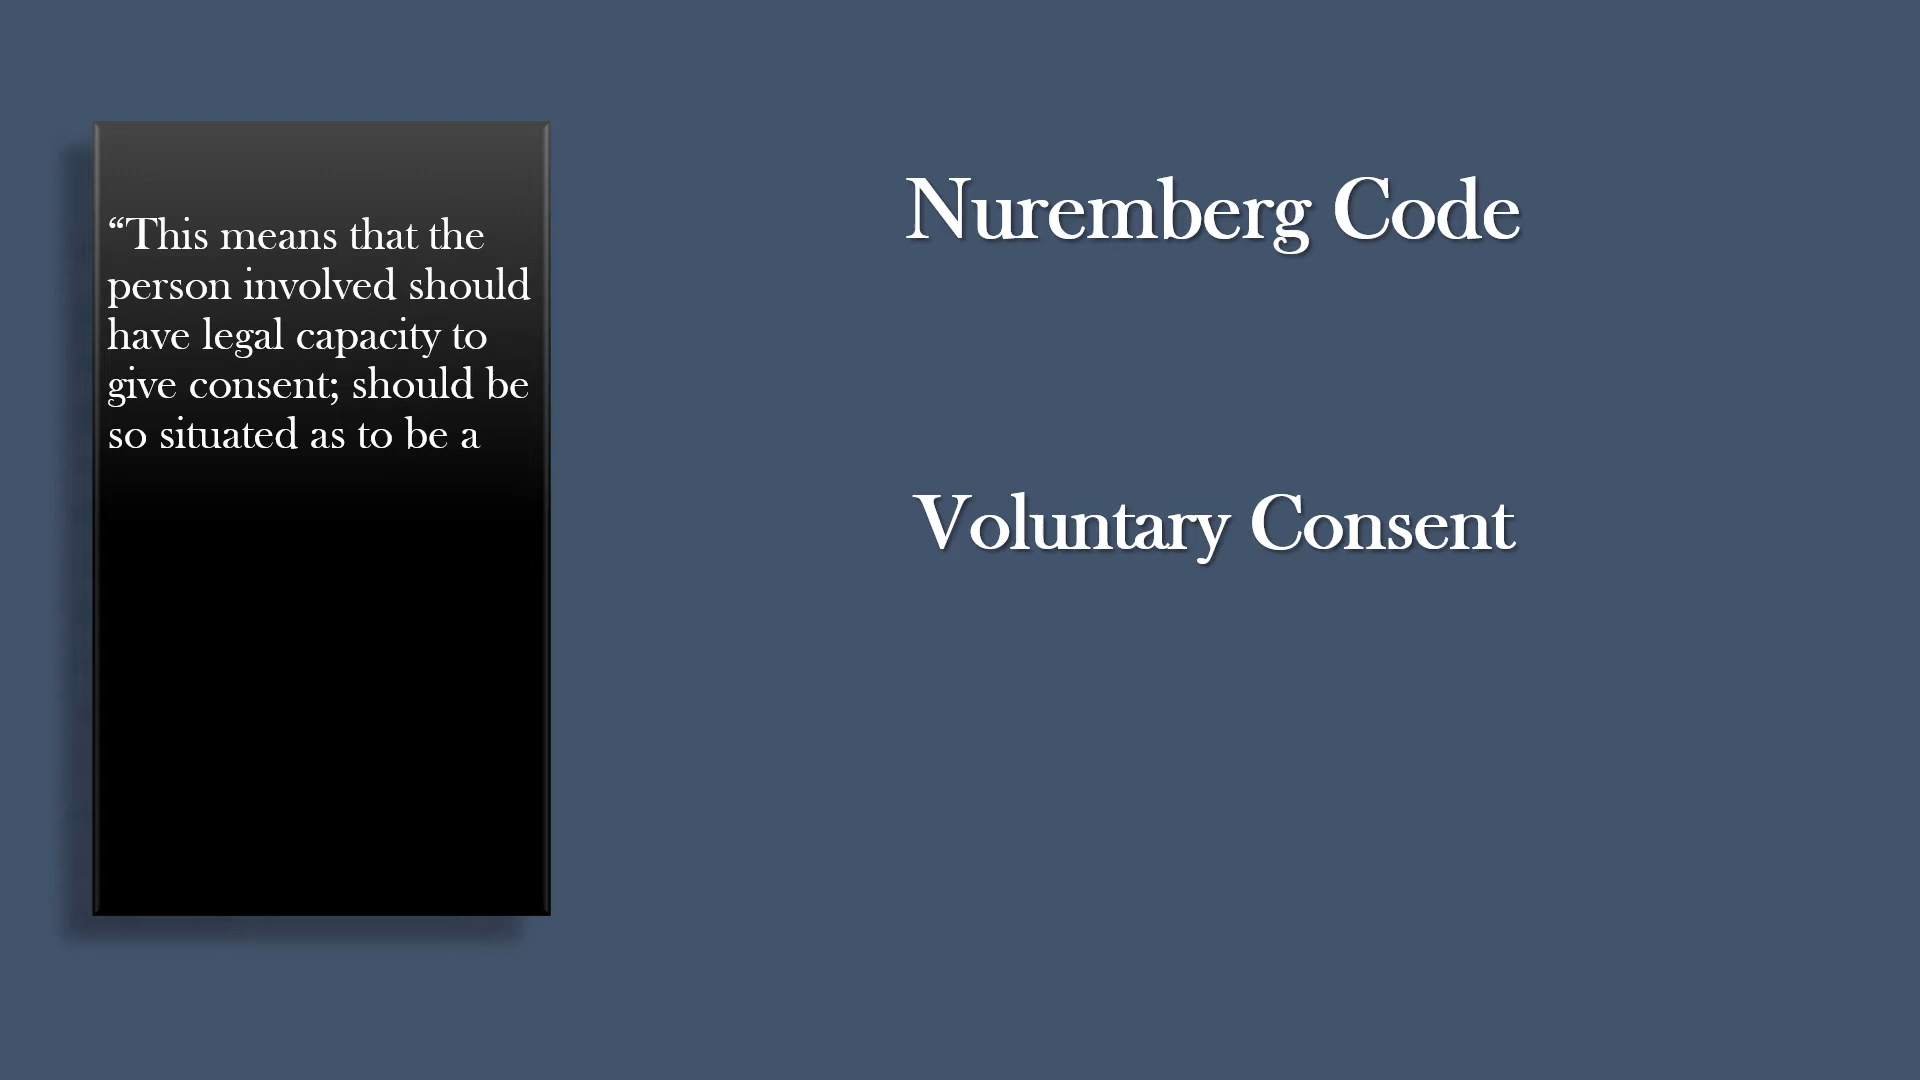 “This means that the
person involved should
have legal capacity to
give consent; should be
so situated as to be a
Nuremberg Code
Voluntary Consent